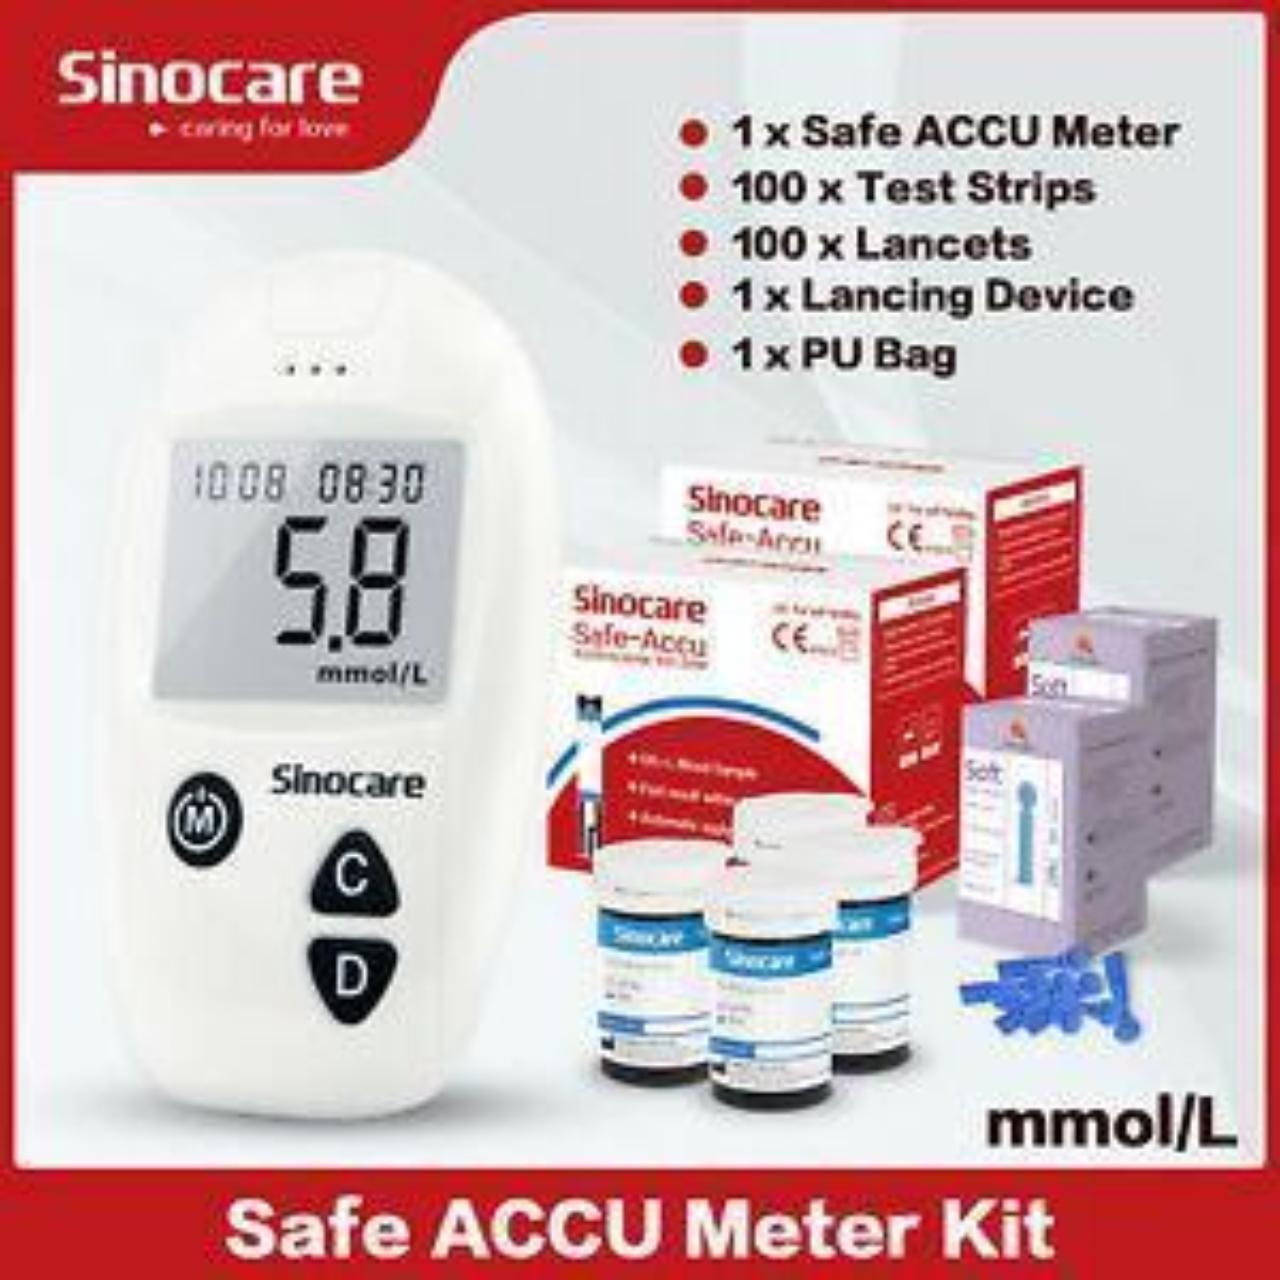 Sinocare
caring for love
1 x Safe ACCU Meter
100 x Test Strips
100 x Lancets
1 x Lancing Device
1 x PU Bag
10 08 08:30
5.8
mmol/L
Sinocare
M
C
D
Sinocare
Safe-Accu
CE
Sinocare
Safe-Accu
CE
Soft
Soft
Sinocare
Sinocare
mmol/L
Safe ACCU Meter Kit